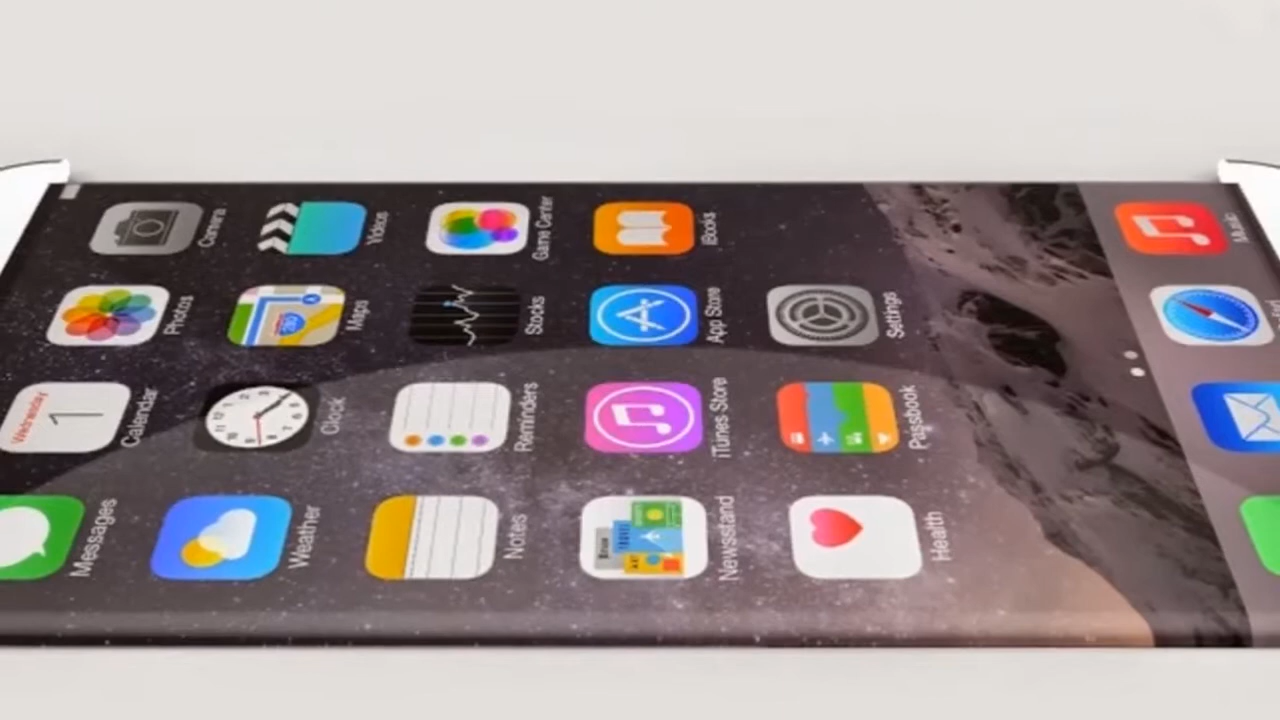 Messages
Calendar
Photos
Camera
Weather
Clock
Maps
Videos
Notes
Reminders
Stocks
Game Center
Newsstand
iTunes Store
App Store
iBooks
Health
Passbook
Settings
Music
Wednesday
1